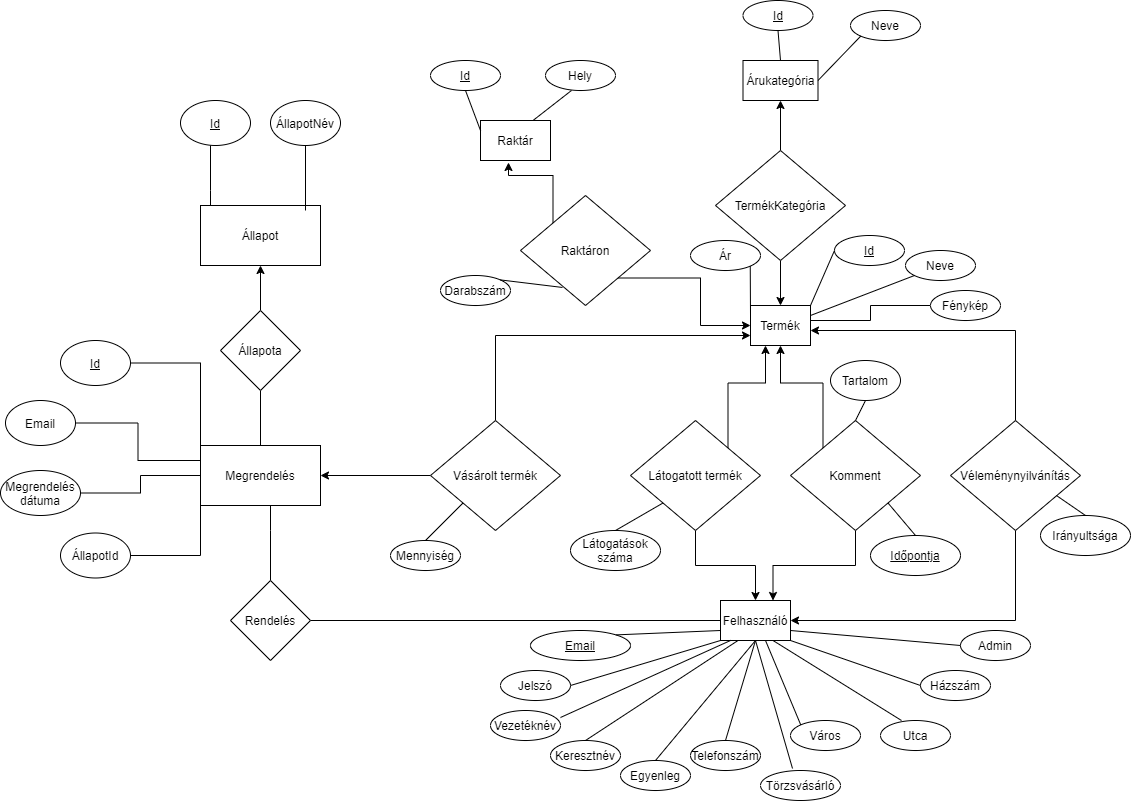 Id
Neve
Árukategória
Id
Hely
Raktár
Id
ÁllapotNév
Állapot
TermékKategória
Raktáron
Darabszám
Ár
Id
Neve
Fénykép
Termék
Állapota
Id
Email
Megrendelés
dátuma
ÁllapotId
Megrendelés
Vásárolt termék
Mennyiség
Látogatott termék
Látogatások
száma
Tartalom
Komment
Időpontja
Véleménynyilvánítás
Irányultsága
Rendelés
Felhasználó
Email
Jelszó
Vezetéknév
Keresztnév
Egyenleg
Telefonszám
Törzsvásárló
Város
Utca
Házszám
Admin